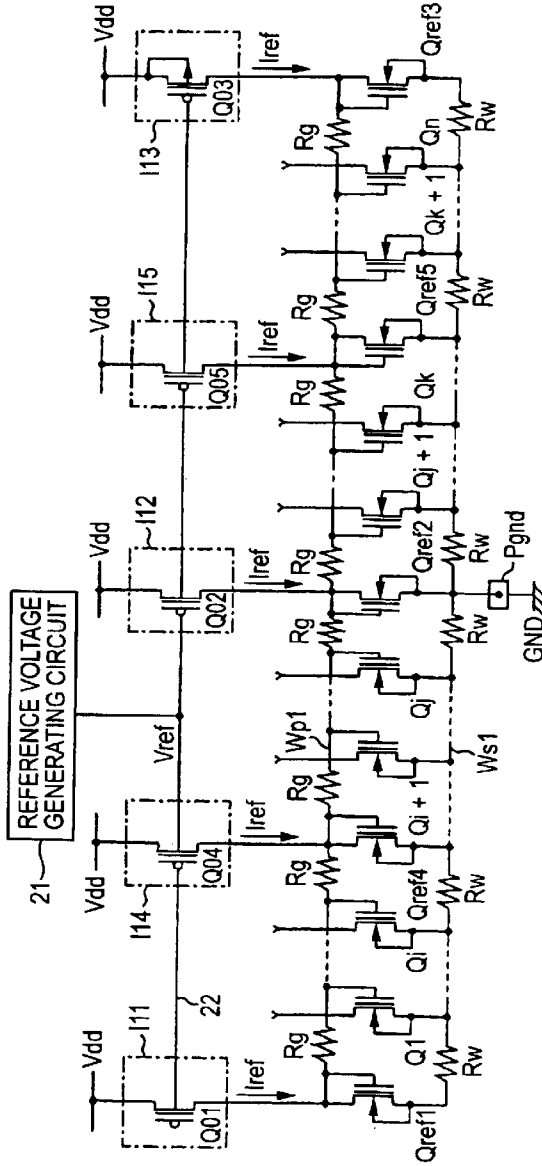 REFERENCE VOLTAGE
GENERATING CIRCUIT
21
Vref
22
Vdd
Vdd
Vdd
Vdd
Vdd
I11
I14
I12
I15
I13
Q01
Q04
Q02
Q05
Q03
Iref
Iref
Iref
Iref
Iref
Rg
Rg
Rg
Wp1
Rg
Rg
Rg
Rg
Rg
Qref1
Q1
Qi
Qref4
Qi + 1
Qj
Qref2
Qj + 1
Qk
Qref5
Qk + 1
Qn
Qref3
Rw
Rw
Ws1
Rw
Rw
Rw
Rw
Pgnd
GND